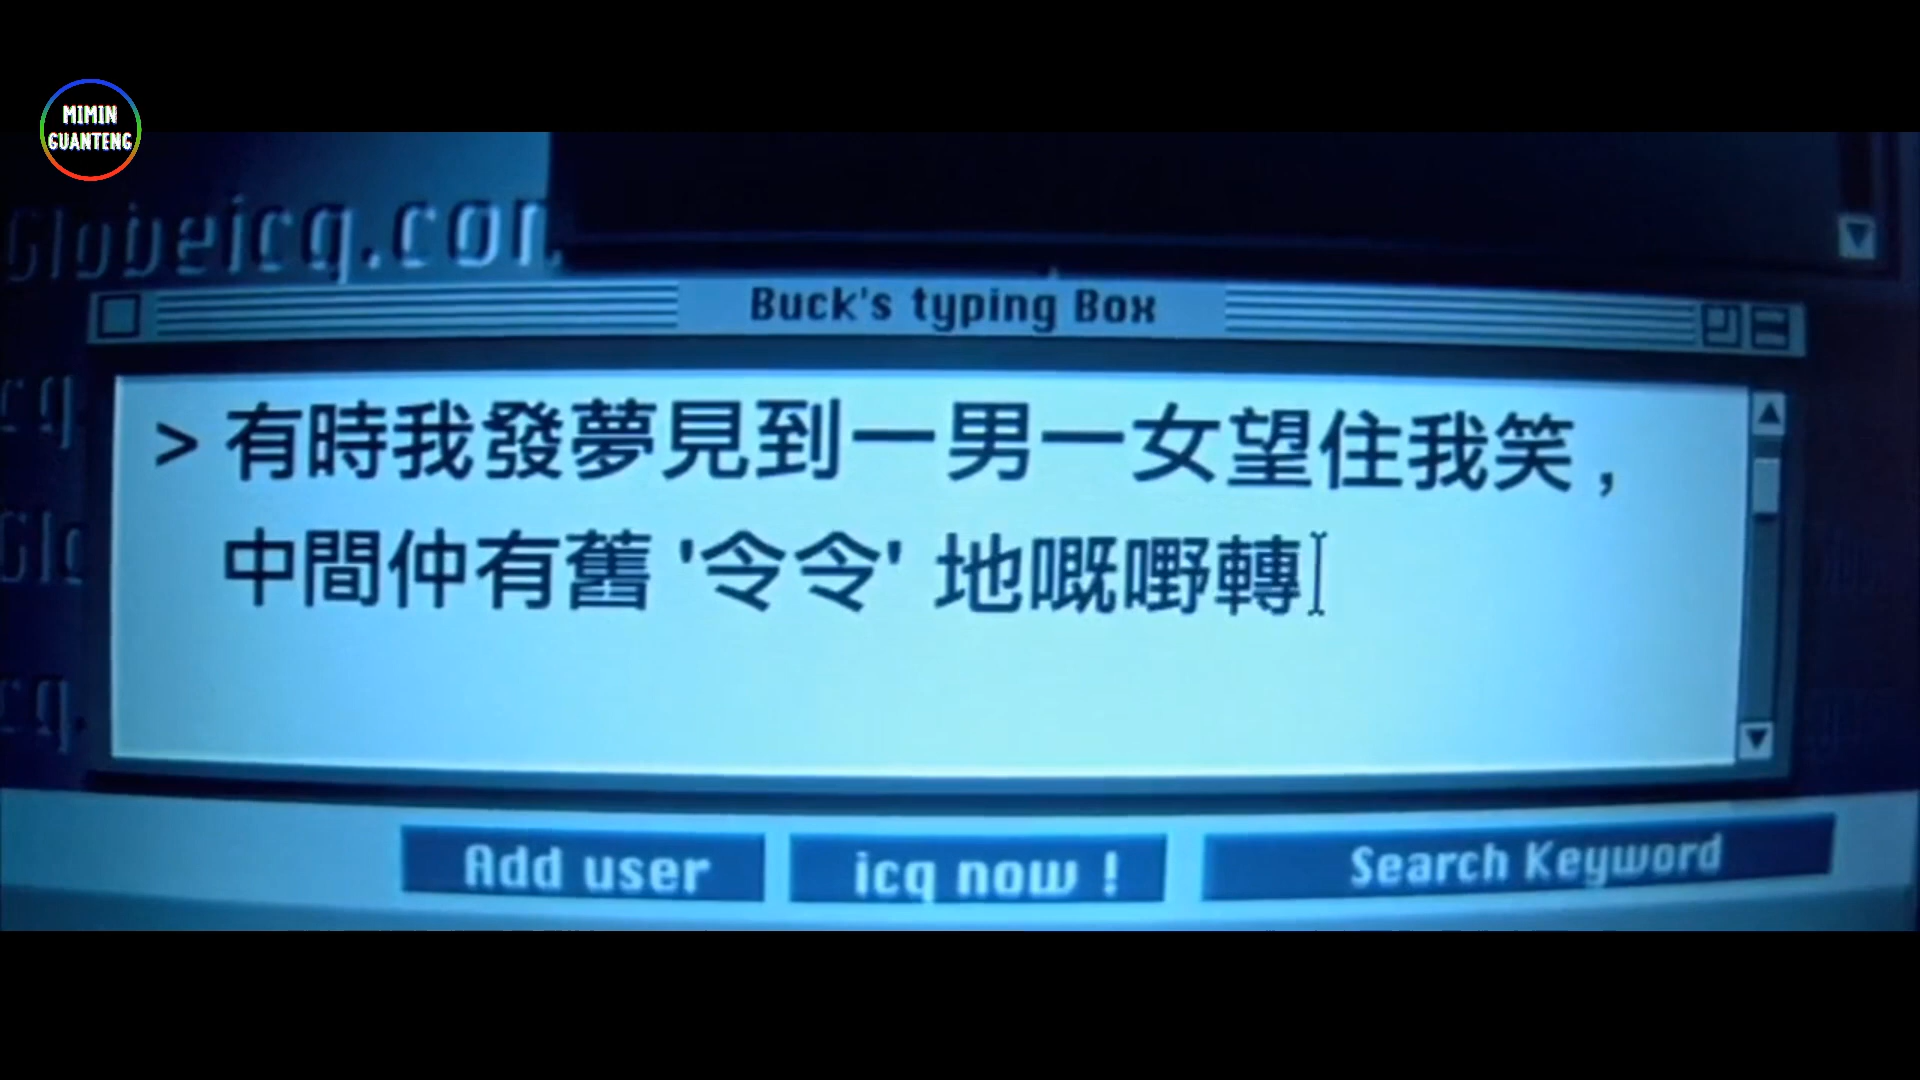 MIMIN
GUANTENG
Globeicq.com
Buck's typing Box
> 有時我發夢見到一男一女望住我笑,
中間仲有舊 '令令' 地嘅嘢轉
Add user
icq now !
Search Keyword